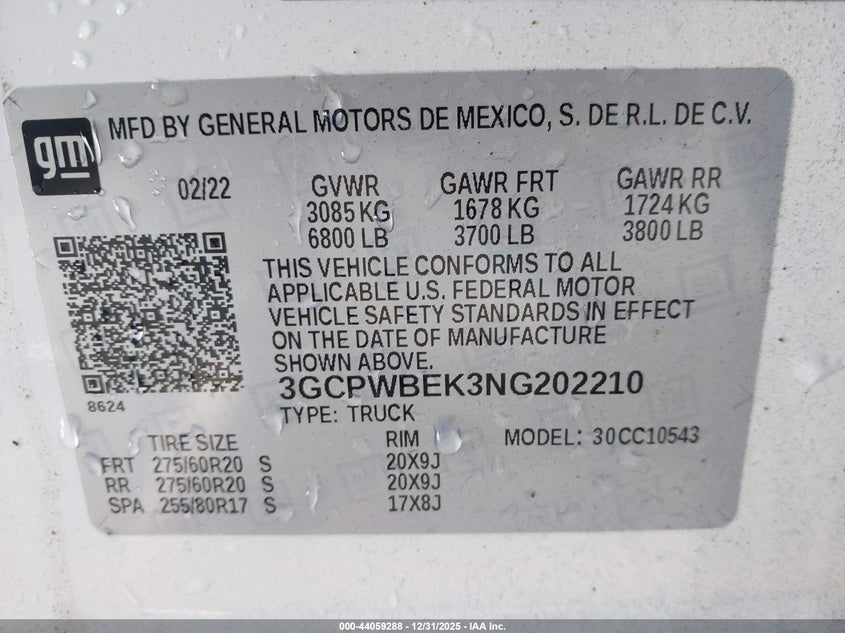 gm
MFD BY GENERAL MOTORS DE MEXICO, S. DE R.L. DE C.V.
02/22 GVWR GAWR FRT GAWR RR
3085 KG 1678 KG 1724 KG
6800 LB 3700 LB 3800 LB
THIS VEHICLE CONFORMS TO ALL
APPLICABLE U.S. FEDERAL MOTOR
VEHICLE SAFETY STANDARDS IN EFFECT
ON THE DATE OF MANUFACTURE
SHOWN ABOVE.
3GCPWBEK3NG202210
8624
TYPE: TRUCK
TIRE SIZE RIM MODEL: 30CC10543
FRT 275/60R20 S 20X9J
RR 275/60R20 S 20X9J
SPA 255/80R17 S 17X8J
000-44059288 - 12/31/2025 - IAA Inc.